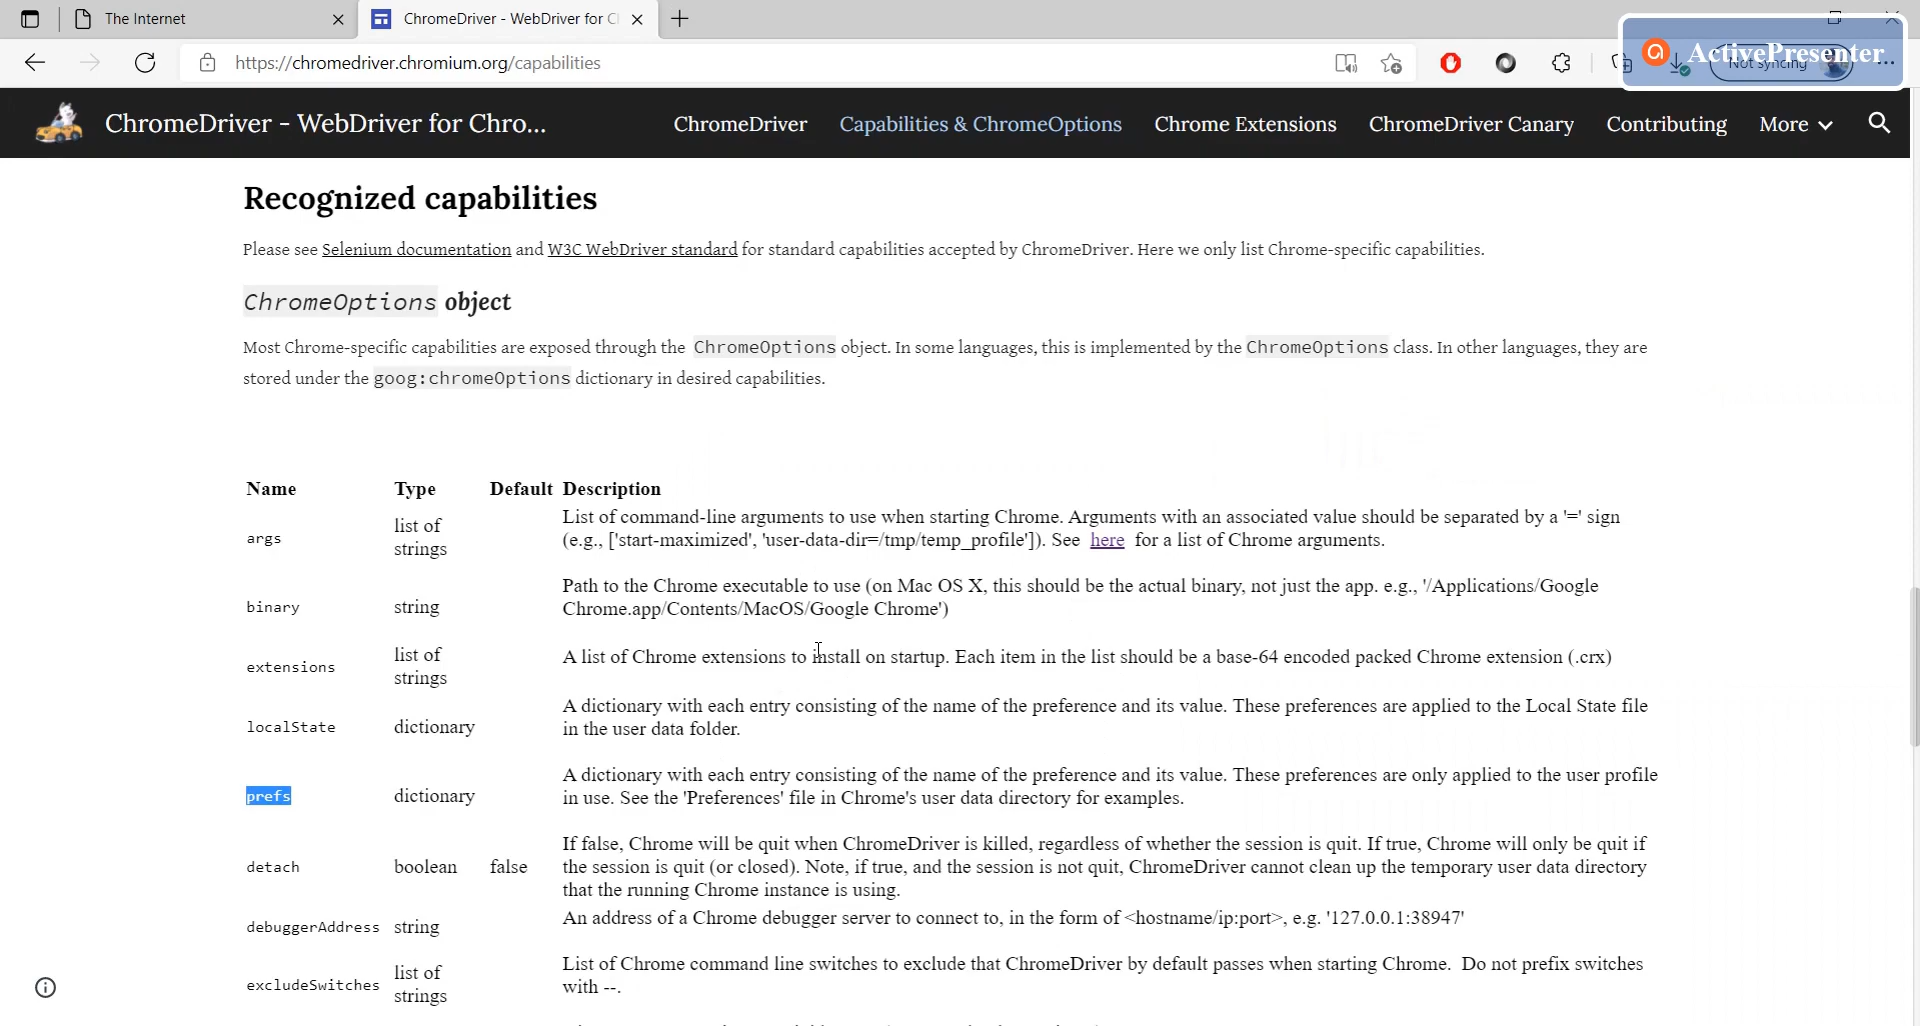 The Internet
ChromeDriver - WebDriver for Cl
https://chromedriver.chromium.org/capabilities
Not syncing
ActivePresenter
ChromeDriver - WebDriver for Chro...
ChromeDriver
Capabilities & ChromeOptions
Chrome Extensions
ChromeDriver Canary
Contributing
More
Recognized capabilities
Please see Selenium documentation and W3C WebDriver standard for standard capabilities accepted by ChromeDriver. Here we only list Chrome-specific capabilities.
ChromeOptions object
Most Chrome-specific capabilities are exposed through the ChromeOptions object. In some languages, this is implemented by the ChromeOptions class. In other languages, they are
stored under the goog:chromeOptions dictionary in desired capabilities.
Name Type Default Description
args
list of
strings
List of command-line arguments to use when starting Chrome. Arguments with an associated value should be separated by a '=' sign
(e.g., ['start-maximized', 'user-data-dir=/tmp/temp_profile']). See here for a list of Chrome arguments.
binary
string
Path to the Chrome executable to use (on Mac OS X, this should be the actual binary, not just the app. e.g., '/Applications/Google
Chrome.app/Contents/MacOS/Google Chrome')
extensions
list of
strings
A list of Chrome extensions to install on startup. Each item in the list should be a base-64 encoded packed Chrome extension (.crx)
localState
dictionary
A dictionary with each entry consisting of the name of the preference and its value. These preferences are applied to the Local State file
in the user data folder.
prefs
dictionary
A dictionary with each entry consisting of the name of the preference and its value. These preferences are only applied to the user profile
in use. See the 'Preferences' file in Chrome's user data directory for examples.
detach
boolean
false
If false, Chrome will be quit when ChromeDriver is killed, regardless of whether the session is quit. If true, Chrome will only be quit if
the session is quit (or closed). Note, if true, and the session is not quit, ChromeDriver cannot clean up the temporary user data directory
that the running Chrome instance is using.
debuggerAddress
string
An address of a Chrome debugger server to connect to, in the form of <hostname/ip:port>, e.g. '127.0.0.1:38947'
excludeSwitches
list of
strings
List of Chrome command line switches to exclude that ChromeDriver by default passes when starting Chrome. Do not prefix switches
with --.